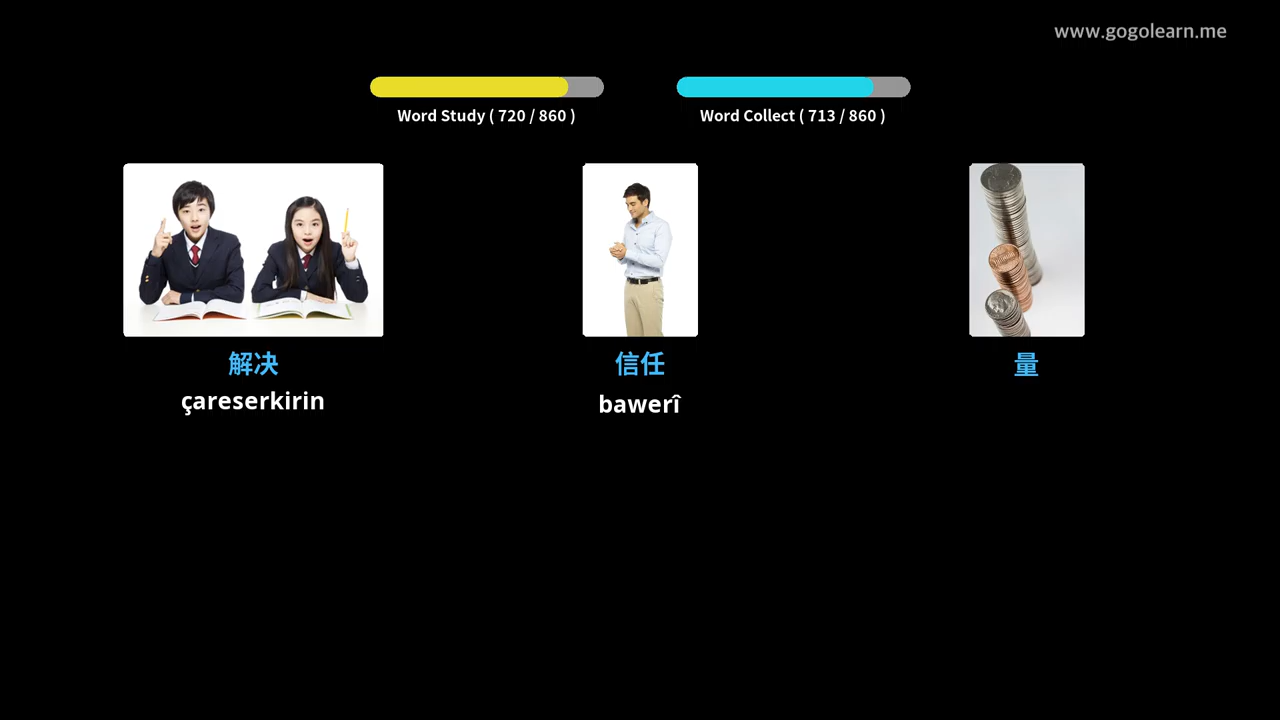 www.gogolearn.me
Word Study ( 720 / 860 )
Word Collect ( 713 / 860 )
解决
信任
量
çareserkirin
bawerî